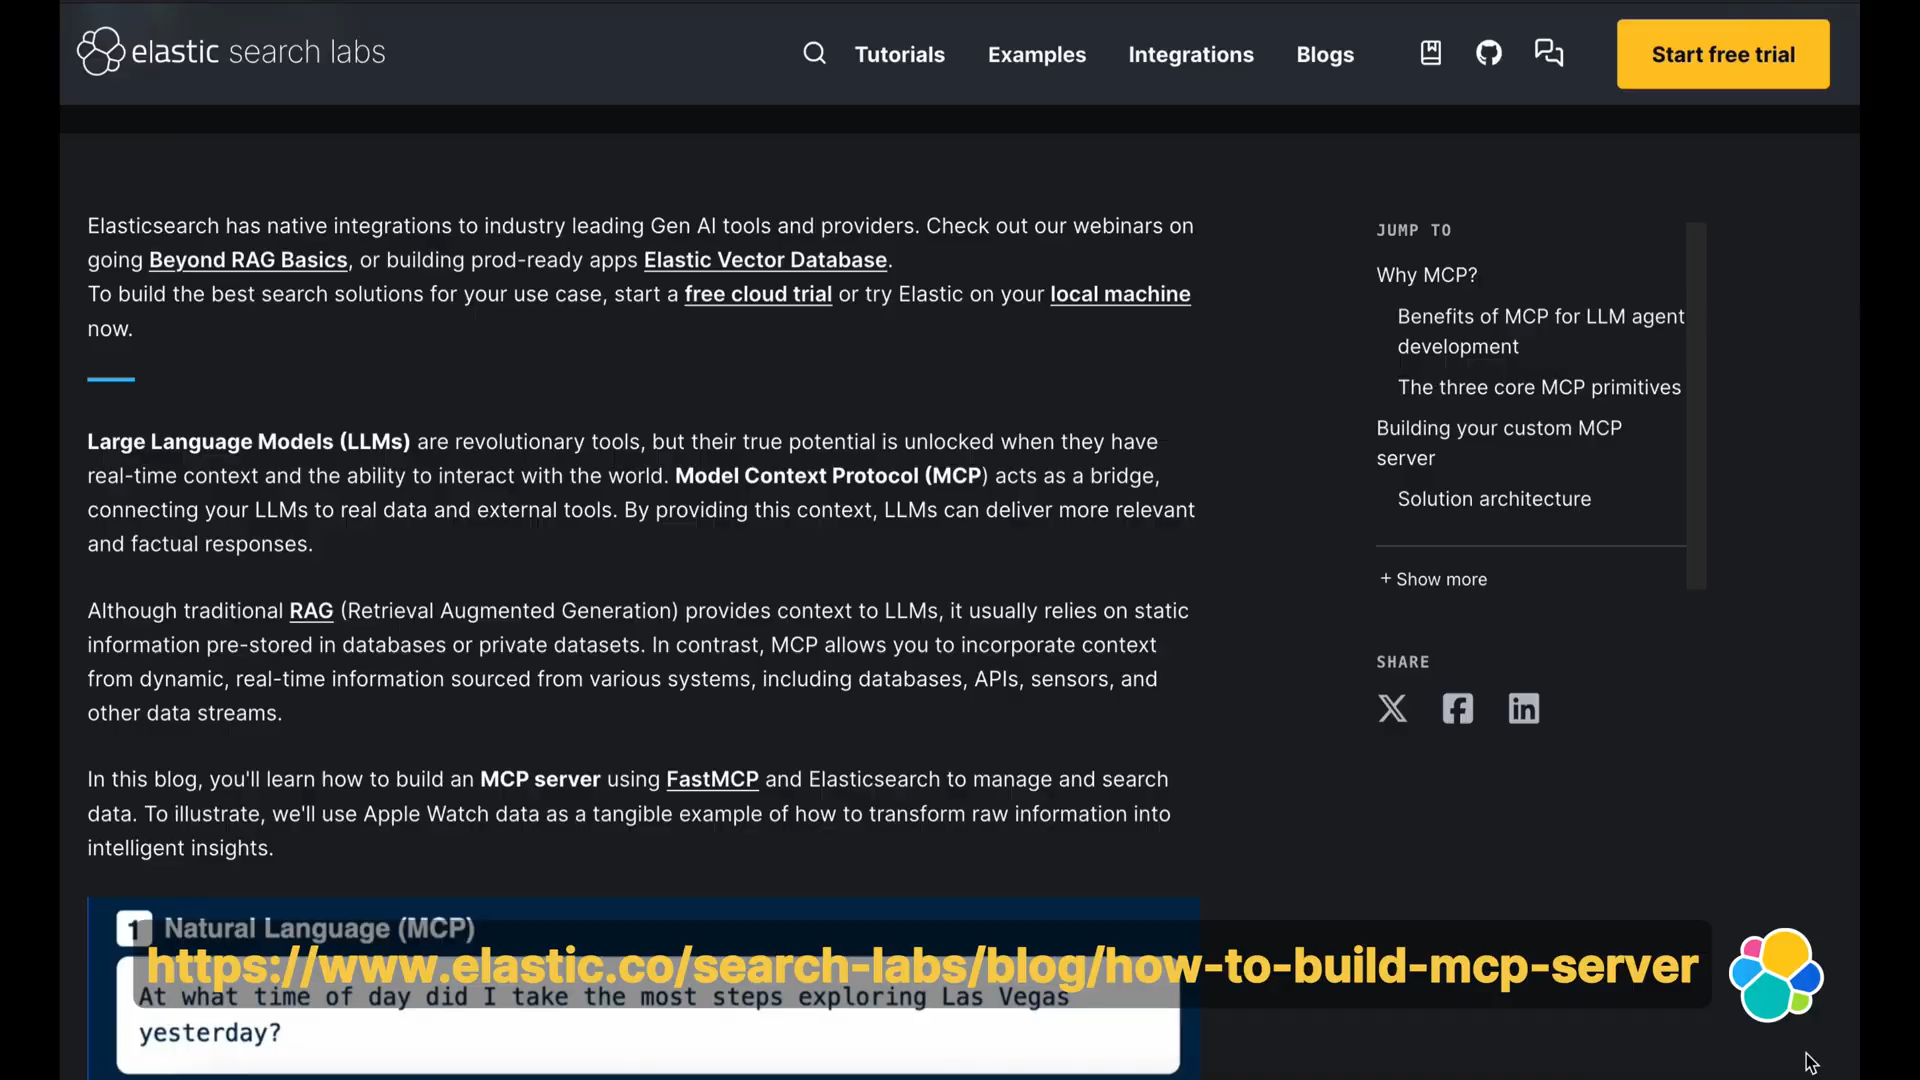 elastic search labs
Tutorials
Examples
Integrations
Blogs
Start free trial
Elasticsearch has native integrations to industry leading Gen AI tools and providers. Check out our webinars on
going Beyond RAG Basics, or building prod-ready apps Elastic Vector Database.
To build the best search solutions for your use case, start a free cloud trial or try Elastic on your local machine
now.
Large Language Models (LLMs) are revolutionary tools, but their true potential is unlocked when they have
real-time context and the ability to interact with the world. Model Context Protocol (MCP) acts as a bridge,
connecting your LLMs to real data and external tools. By providing this context, LLMs can deliver more relevant
and factual responses.
Although traditional RAG (Retrieval Augmented Generation) provides context to LLMs, it usually relies on static
information pre-stored in databases or private datasets. In contrast, MCP allows you to incorporate context
from dynamic, real-time information sourced from various systems, including databases, APIs, sensors, and
other data streams.
In this blog, you'll learn how to build an MCP server using FastMCP and Elasticsearch to manage and search
data. To illustrate, we'll use Apple Watch data as a tangible example of how to transform raw information into
intelligent insights.
JUMP TO
Why MCP?
Benefits of MCP for LLM agent
development
The three core MCP primitives
Building your custom MCP
server
Solution architecture
+ Show more
SHARE
1 Natural Language (MCP)
https://www.elastic.co/search-labs/blog/how-to-build-mcp-server
At what time of day did I take the most steps exploring Las Vegas
yesterday?